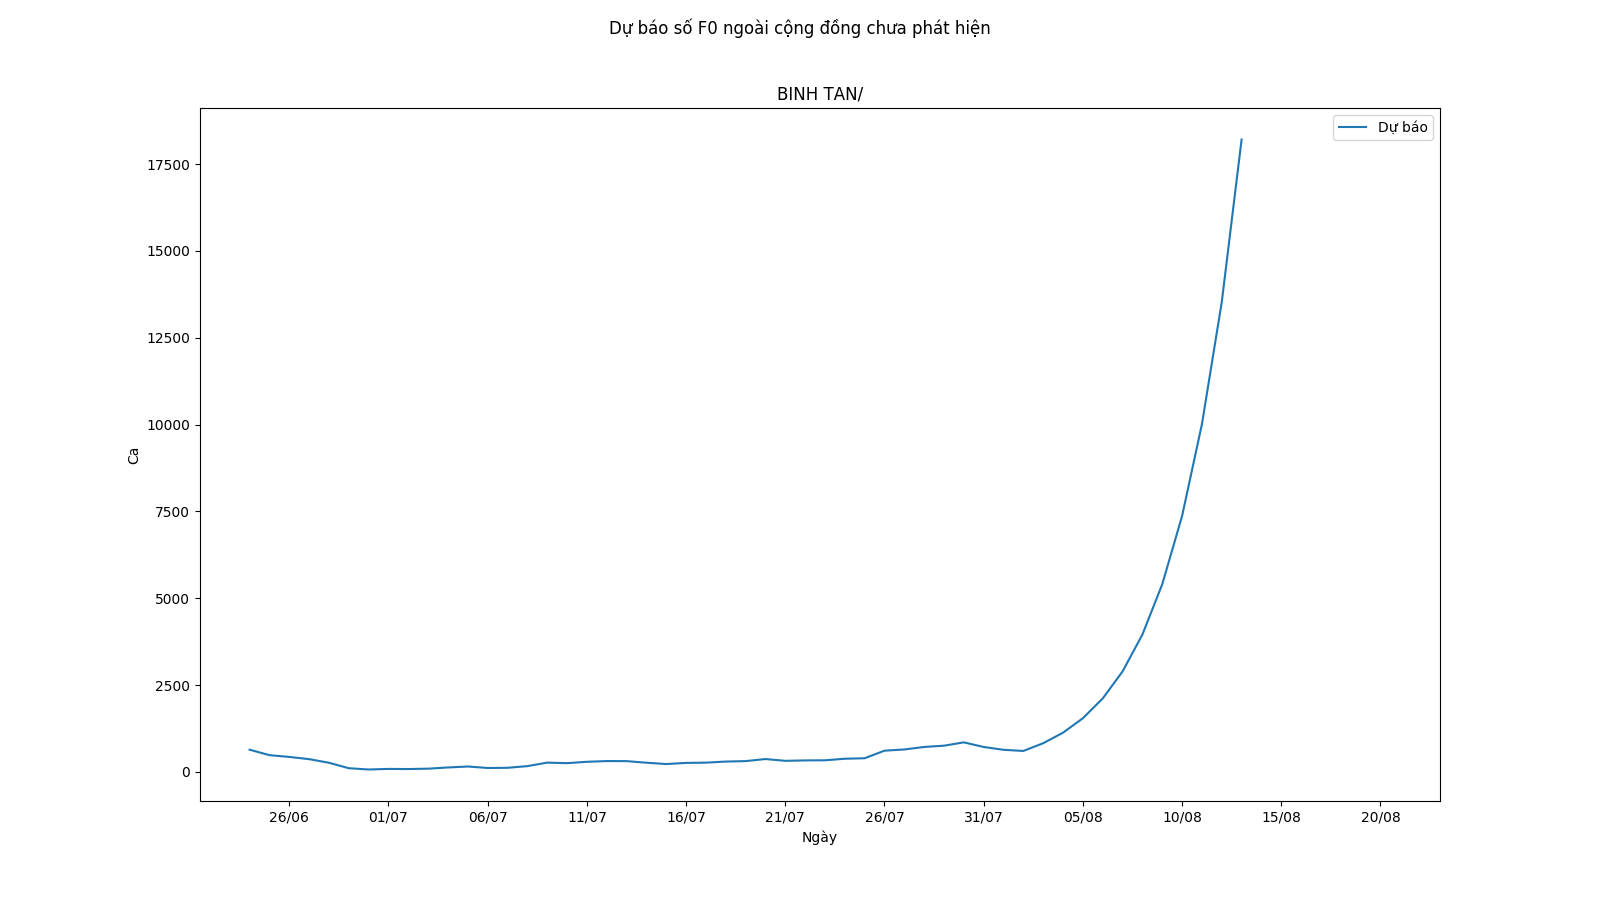 Dự báo số F0 ngoài cộng đồng chưa phát hiện
BINH TAN/
Dự báo
17500
15000
12500
10000
7500
5000
2500
0
Ca
26/06 01/07 06/07 11/07 16/07 21/07 26/07 31/07 05/08 10/08 15/08 20/08
Ngày